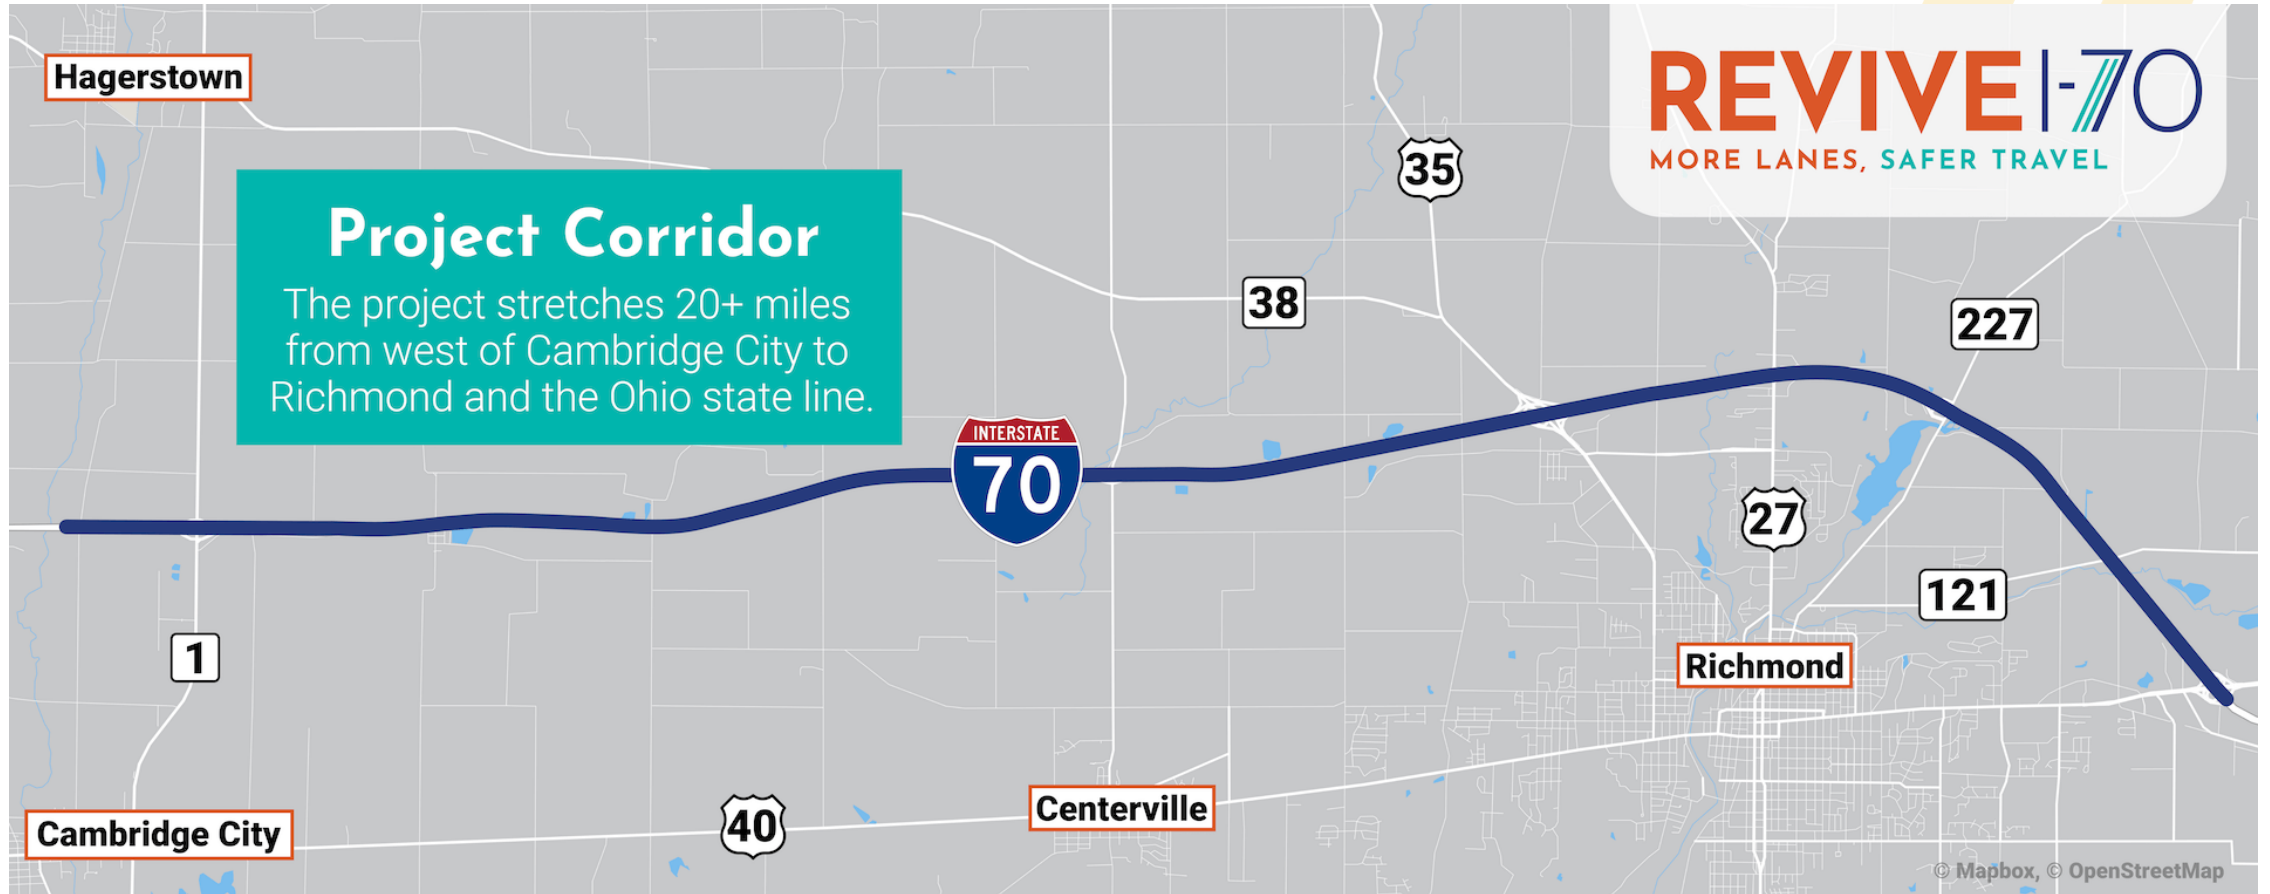 Hagerstown
REVIVE I-70
MORE LANES, SAFER TRAVEL
35
Project Corridor
The project stretches 20+ miles
from west of Cambridge City to
Richmond and the Ohio state line.
38
227
INTERSTATE
70
27
121
1
Richmond
Centerville
40
Cambridge City
© Mapbox, © OpenStreetMap